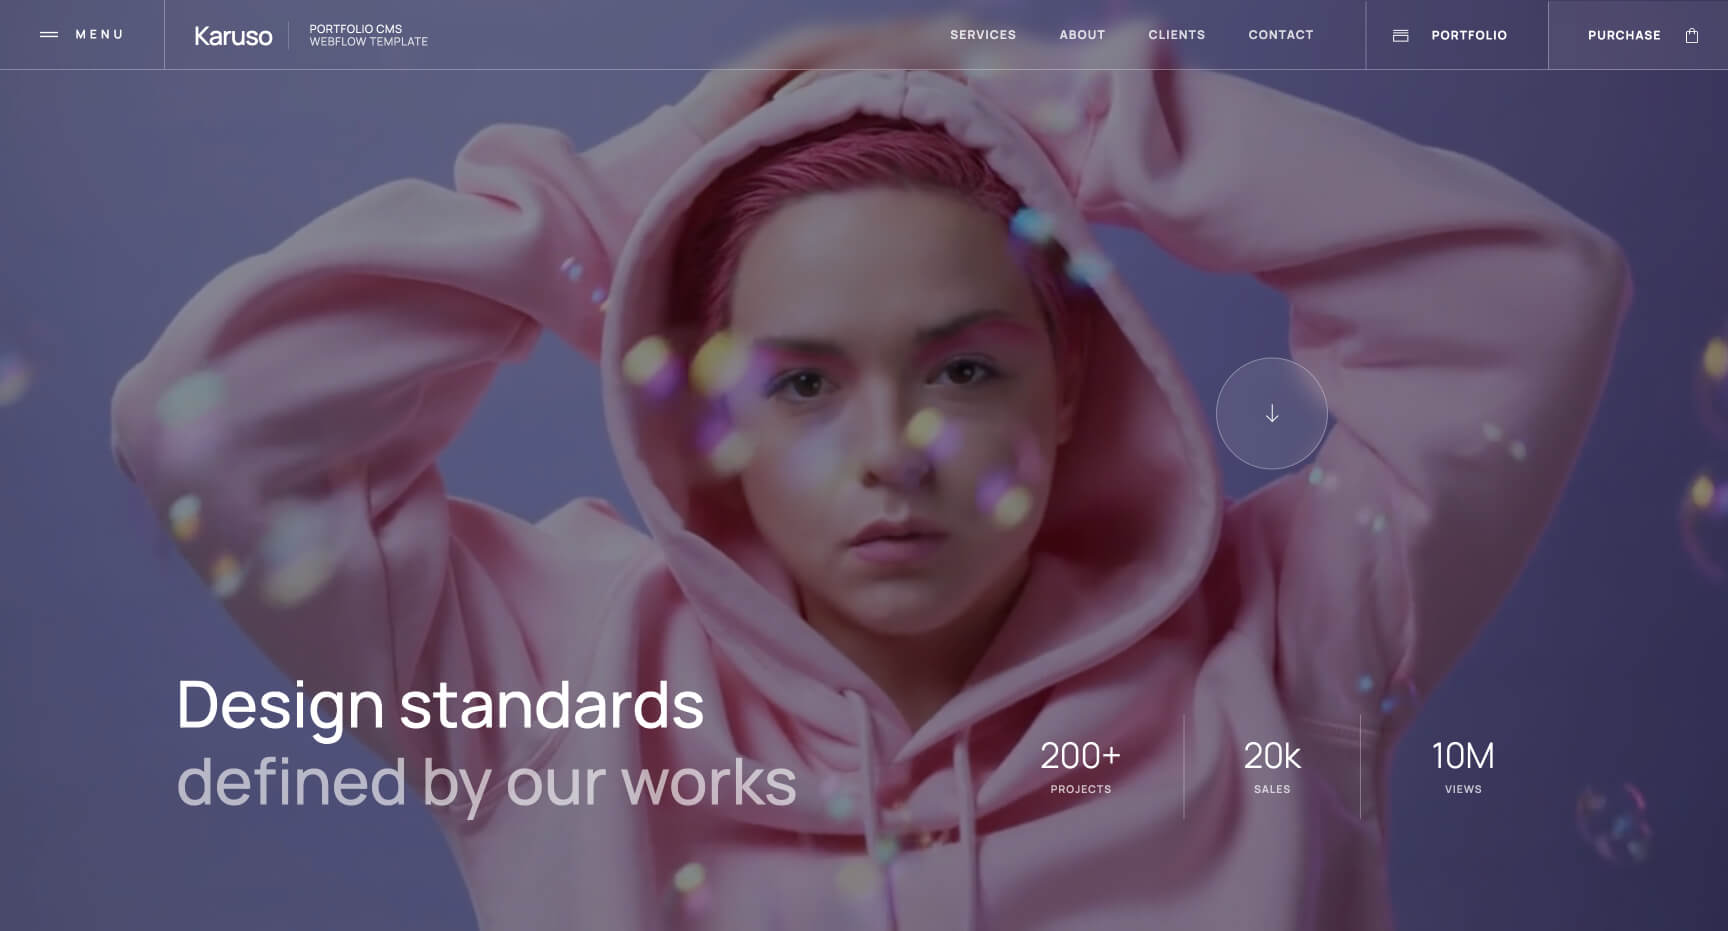 MENU
Karuso
PORTFOLIO CMS
WEBFLOW TEMPLATE
SERVICES
ABOUT
CLIENTS
CONTACT
PORTFOLIO
PURCHASE
Design standards
defined by our works
200+
PROJECTS
20k
SALES
10M
VIEWS